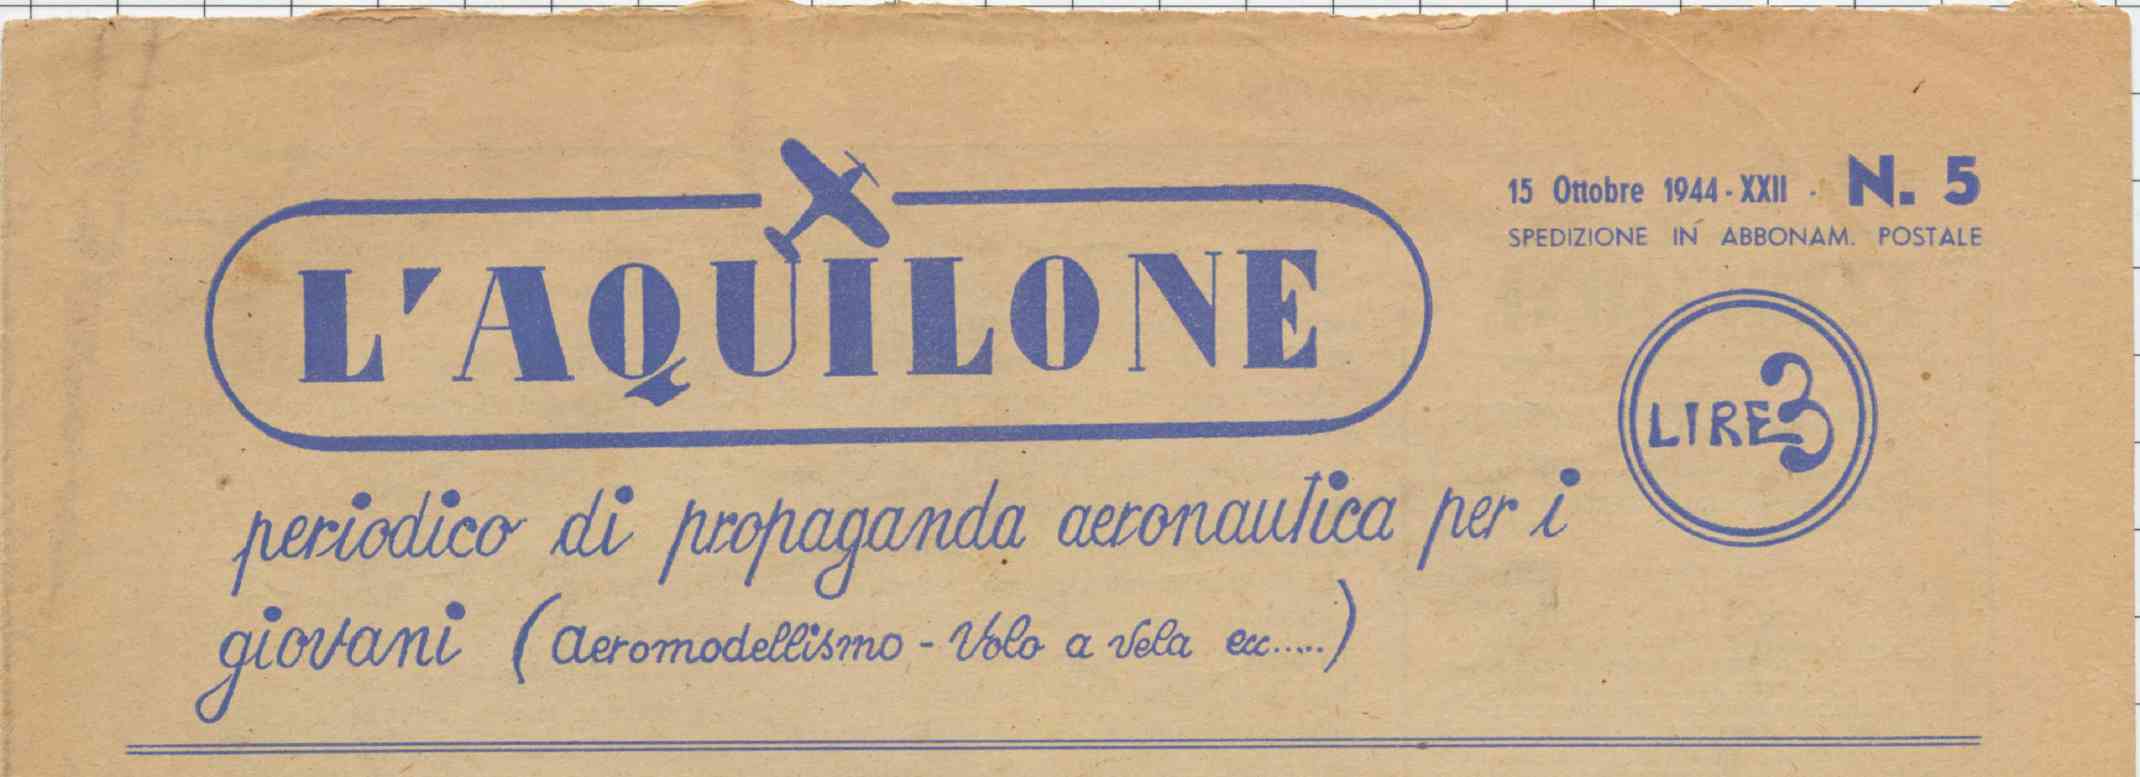 15 Ottobre 1944-XXII - N. 5
SPEDIZIONE IN ABBONAM. POSTALE
L'AQUILONE
LIRE 3
periodico di propaganda aeronautica per i
giovani (aeromodellismo - Volo a vela ecc.....)